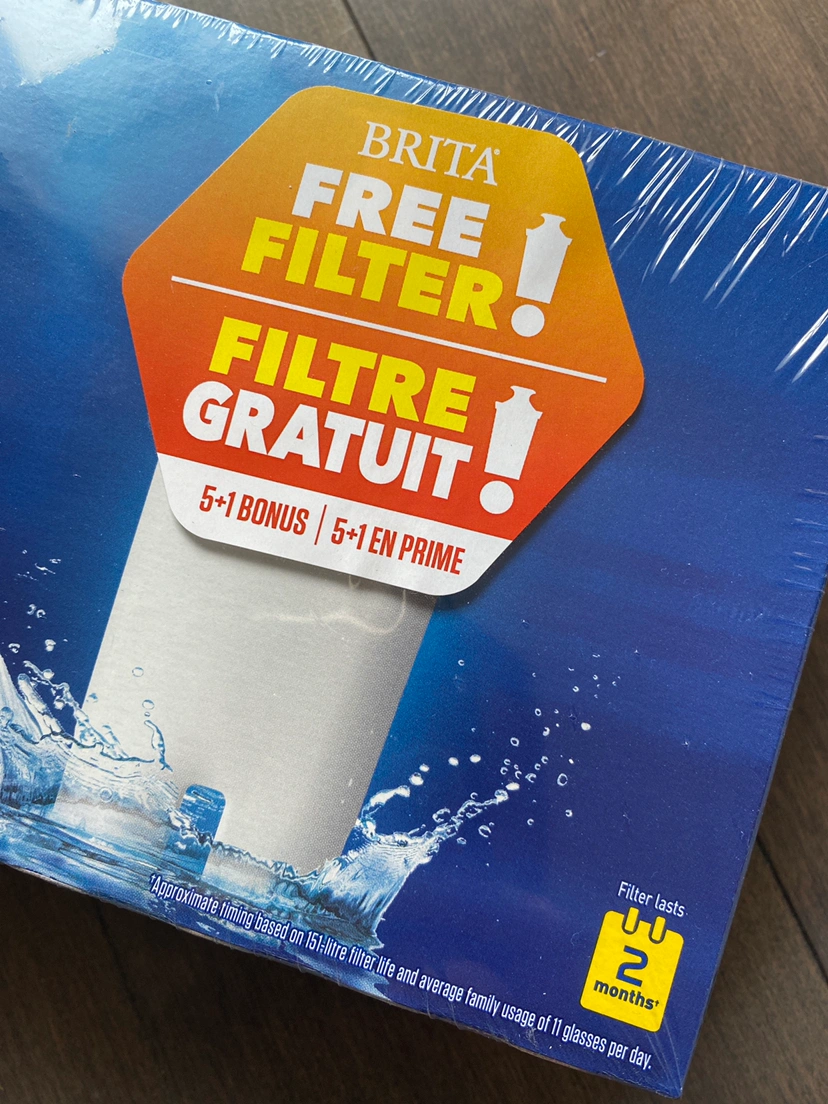 BRITA®
FREE
FILTER!
FILTRE
GRATUIT!
5+1 BONUS | 5+1 EN PRIME
Filter lasts
2
months†
†Approximate timing based on 151-litre filter life and average family usage of 11 glasses per day.